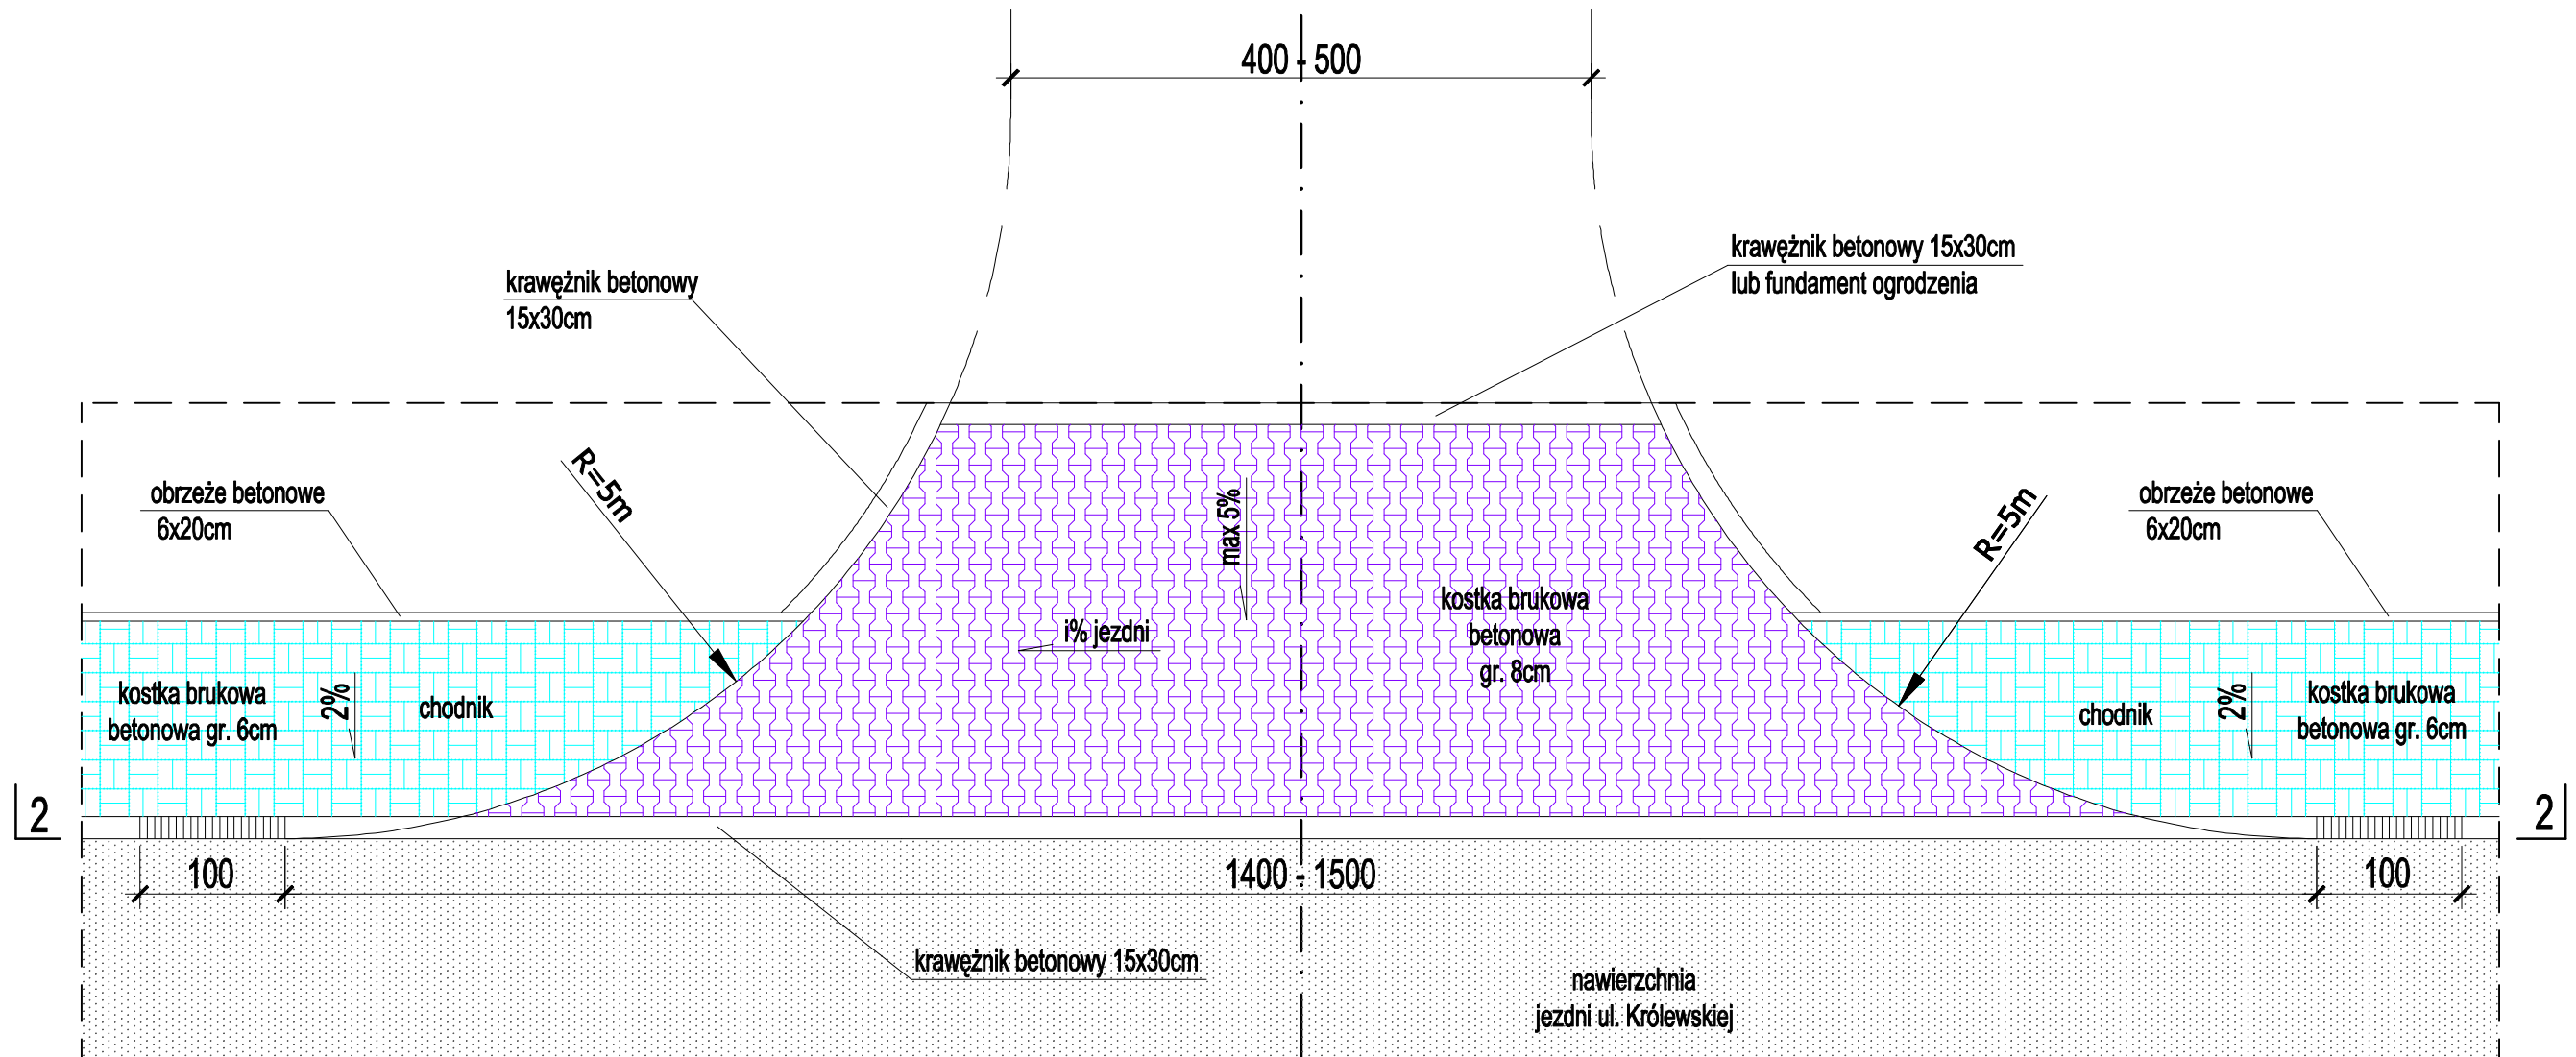 400 - 500
krawężnik betonowy 15x30cm
lub fundament ogrodzenia
krawężnik betonowy
15x30cm
R=5m
obrzeże betonowe
6x20cm
max 5%
R=5m
obrzeże betonowe
6x20cm
kostka brukowa
betonowa
gr. 8cm
i% jezdni
kostka brukowa
betonowa gr. 6cm
2%
chodnik
chodnik
2%
kostka brukowa
betonowa gr. 6cm
2
2
100
1400 - 1500
100
krawężnik betonowy 15x30cm
nawierzchnia
jezdni ul. Królewskiej